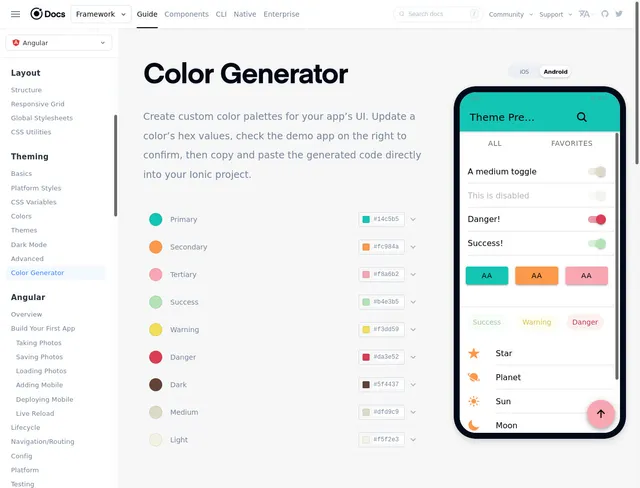 Docs
Framework
Guide
Components
CLI
Native
Enterprise
Search docs
/
Community
Support
Angular
Layout
Structure
Responsive Grid
Global Stylesheets
CSS Utilities
Theming
Basics
Platform Styles
CSS Variables
Colors
Themes
Dark Mode
Advanced
Color Generator
Angular
Overview
Build Your First App
Taking Photos
Saving Photos
Loading Photos
Adding Mobile
Deploying Mobile
Live Reload
Lifecycle
Navigation/Routing
Config
Platform
Testing
Color Generator
Create custom color palettes for your app's UI. Update a
color's hex values, check the demo app on the right to
confirm, then copy and paste the generated code directly
into your Ionic project.
Primary
#14c5b5
Secondary
#fc984a
Tertiary
#f9a6b2
Success
#b4e3b5
Warning
#f3dd59
Danger
#da3e52
Dark
#5f4437
Medium
#dfd9c9
Light
#f5f2e3
iOS
Android
Theme Pre...
ALL
FAVORITES
A medium toggle
This is disabled
Danger!
Success!
AA
AA
AA
Success
Warning
Danger
Star
Planet
Sun
Moon